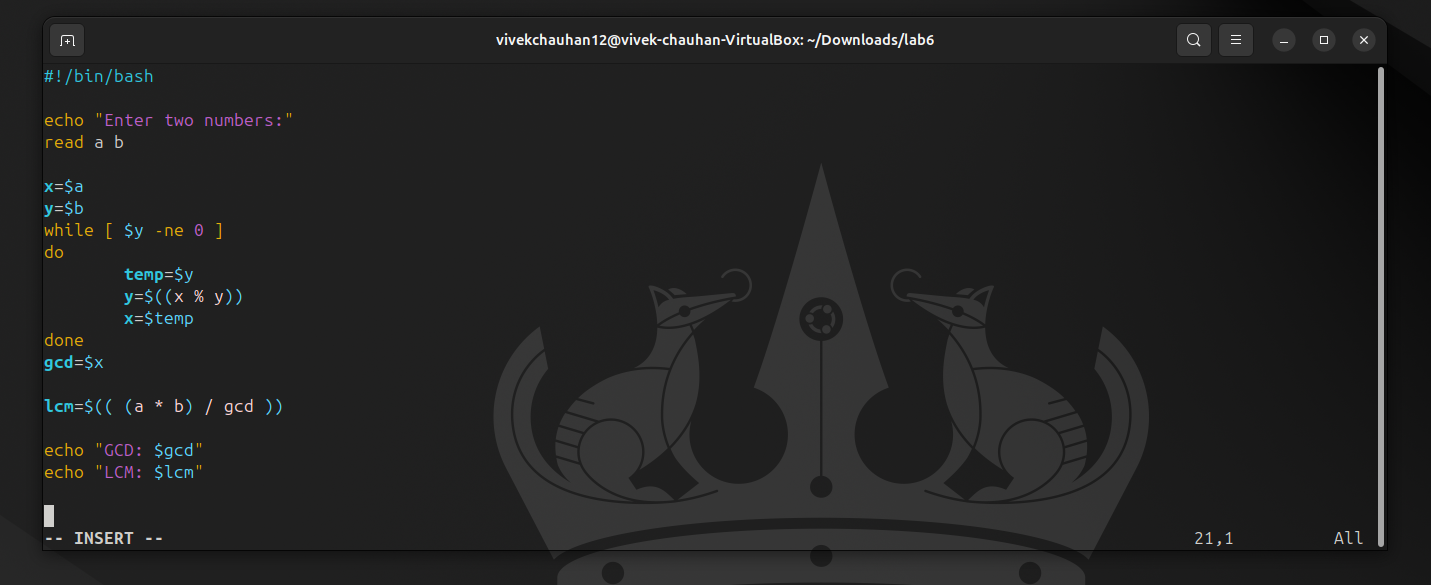 vivekchauhan12@vivek-chauhan-VirtualBox: ~/Downloads/lab6
#!/bin/bash
echo "Enter two numbers:"
read a b
x=$a
y=$b
while [ $y -ne 0 ]
do
        temp=$y
        y=$((x % y))
        x=$temp
done
gcd=$x
lcm=$(( (a * b) / gcd ))
echo "GCD: $gcd"
echo "LCM: $lcm"
-- INSERT -- 21,1 All